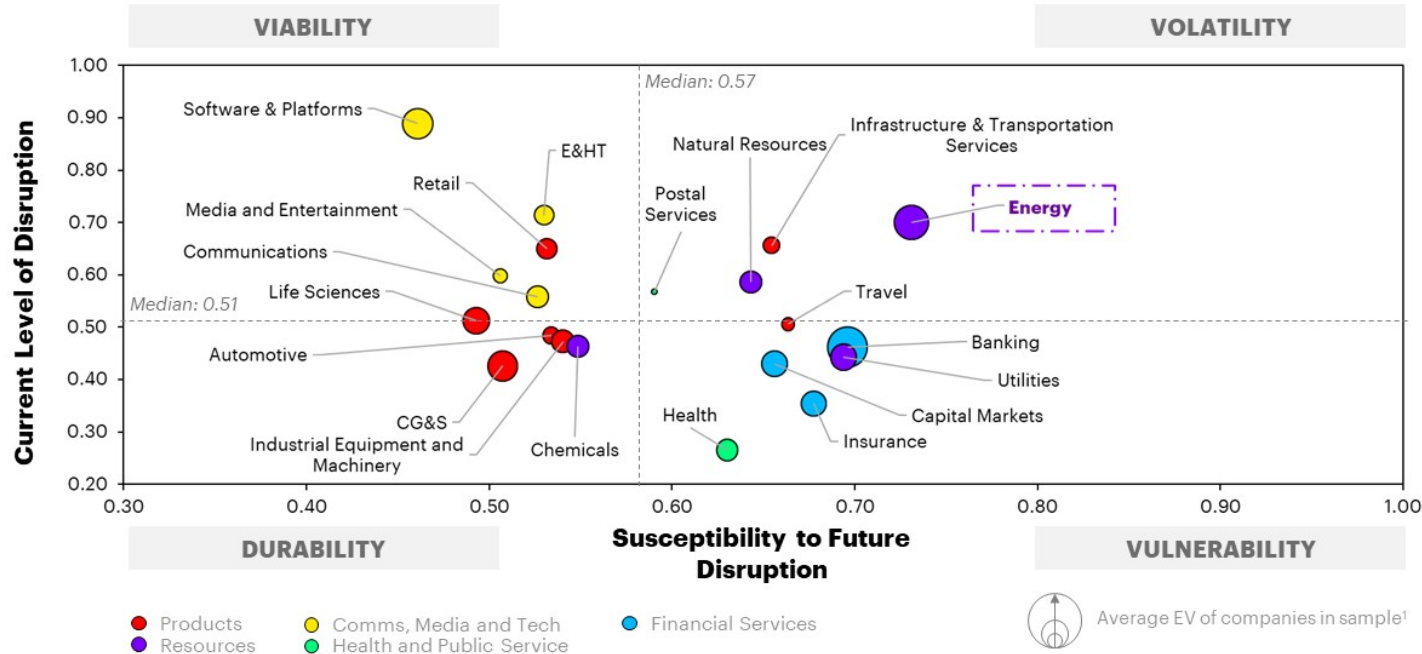 VIABILITY
VOLATILITY
Current Level of Disruption
1.00
0.90
0.80
0.70
0.60
0.50
0.40
0.30
0.20
Median: 0.57
Median: 0.51
Software & Platforms
E&HT
Retail
Media and Entertainment
Communications
Life Sciences
Automotive
CG&S
Industrial Equipment and
Machinery
Chemicals
Postal
Services
Natural Resources
Infrastructure & Transportation
Services
Energy
Travel
Banking
Utilities
Capital Markets
Insurance
Health
0.30
0.40
0.50
0.60
0.70
0.80
0.90
1.00
Susceptibility to Future
Disruption
DURABILITY
VULNERABILITY
Products
Resources
Comms, Media and Tech
Health and Public Service
Financial Services
Average EV of companies in sample¹